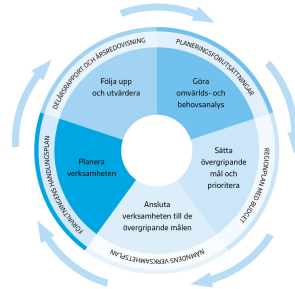 PLANERINGSFÖRUTSÄTTNINGAR
Göra
omvärlds- och
behovsanalys
REGIONPLAN MED BUDGET
Sätta
övergripande
mål och
prioritera
NÄMNDENS VERKSAMHETSPLAN
Ansluta
verksamheten till de
övergripande målen
FÖRVALTNINGENS HANDLINGSPLAN
Planera
verksamheten
DELÅRSRAPPORT OCH ÅRSREDOVISNING
Följa upp
och utvärdera